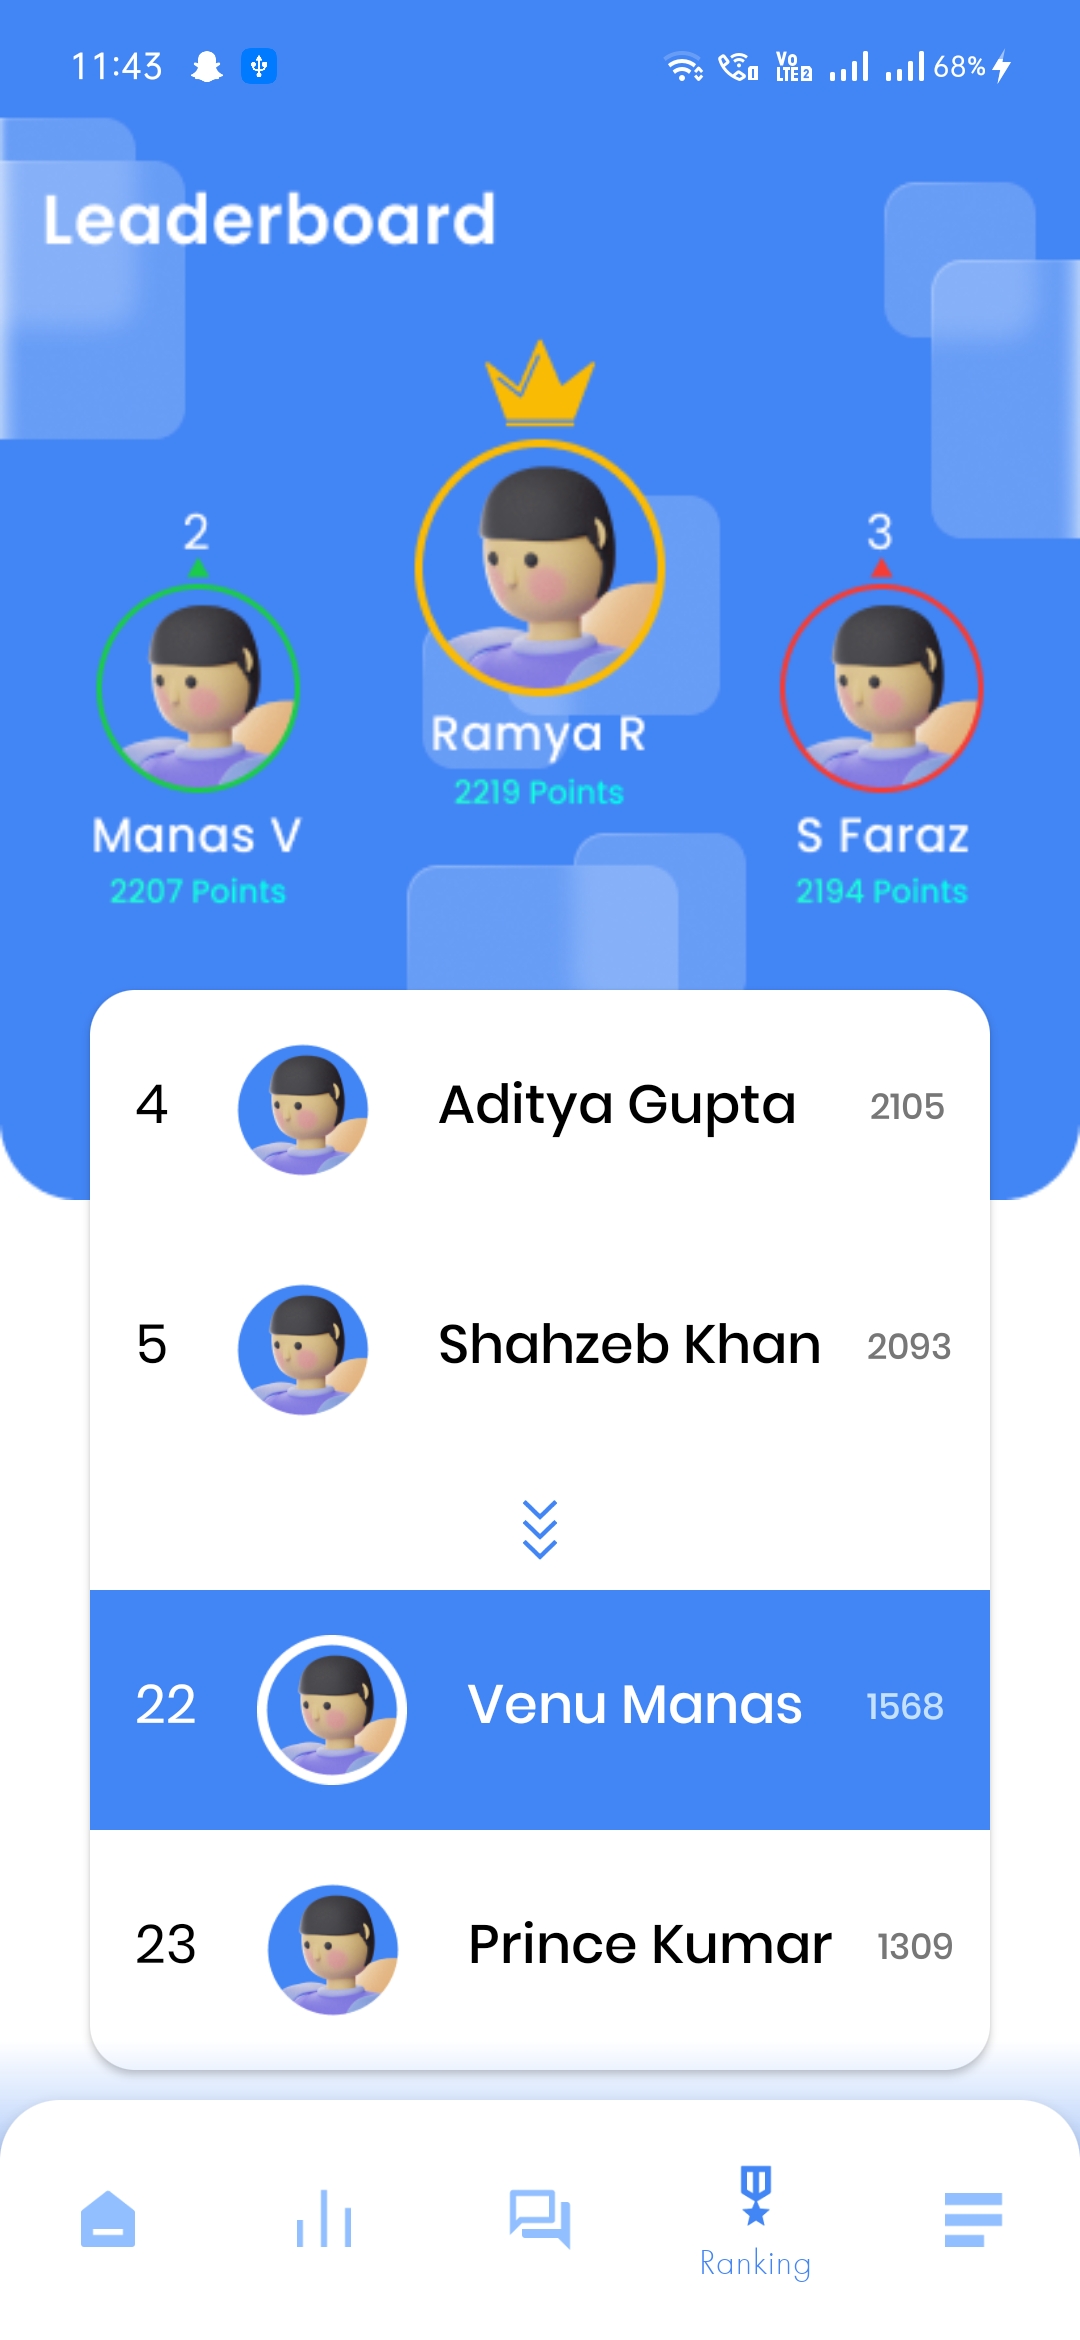 11:43
Vo
LTE2
68%
Leaderboard
2
3
Ramya R
2219 Points
Manas V
2207 Points
S Faraz
2194 Points
4 Aditya Gupta 2105
5 Shahzeb Khan 2093
22 Venu Manas 1568
23 Prince Kumar 1309
Ranking